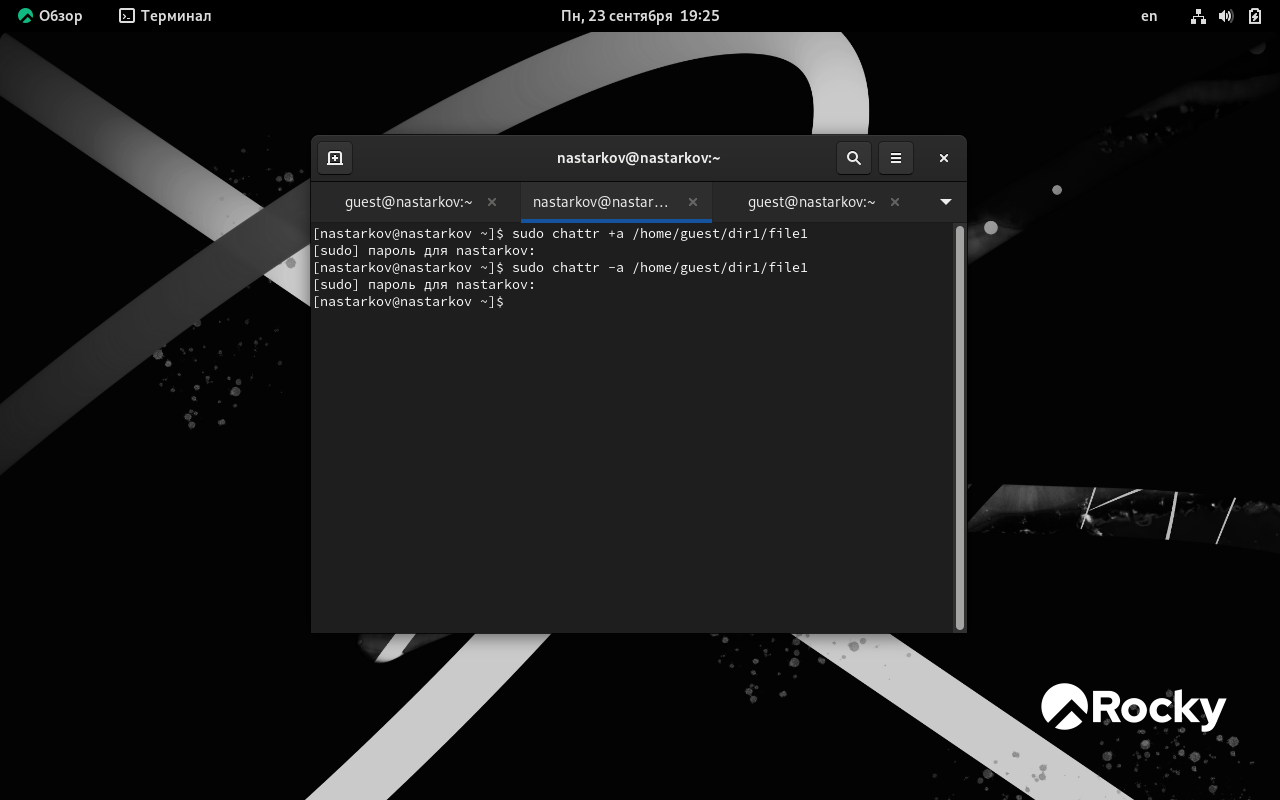 Обзор Терминал Пн, 23 сентября 19:25 en
nastarkov@nastarkov:~
guest@nastarkov:~ nastarkov@nastar... guest@nastarkov:~
[nastarkov@nastarkov ~]$ sudo chattr +a /home/guest/dir1/file1
[sudo] пароль для nastarkov:
[nastarkov@nastarkov ~]$ sudo chattr -a /home/guest/dir1/file1
[sudo] пароль для nastarkov:
[nastarkov@nastarkov ~]$
Rocky